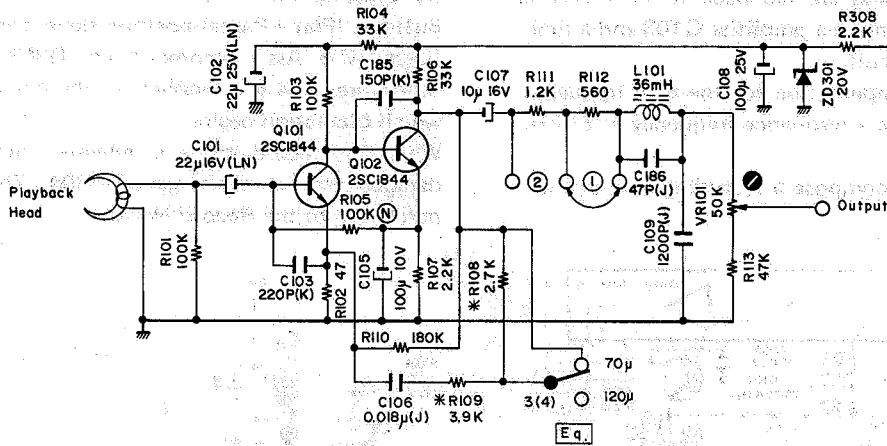 R104
33K
R308
2.2K
C102
22μ 25V(LN)
R103
100K
C185
150P(K)
R106
33K
C107
10μ 16V
R111
1.2K
R112
560
L101
36mH
C108
100μ 25V
ZD301
20V
Q101
2SC1844
C101
22μ16V(LN)
Q102
2SC1844
Playback
Head
R105
100K
N
2
1
C186
47P(J)
VR101
50K
Output
R101
100K
C103
220P(K)
R102 47
C105
100μ 10V
R107
2.2K
*R108
2.7K
C109
1200P(J)
R113
47K
R110 180K
70μ
C106
0.018μ(J)
*R109
3.9K
3(4)
120μ
Eq.